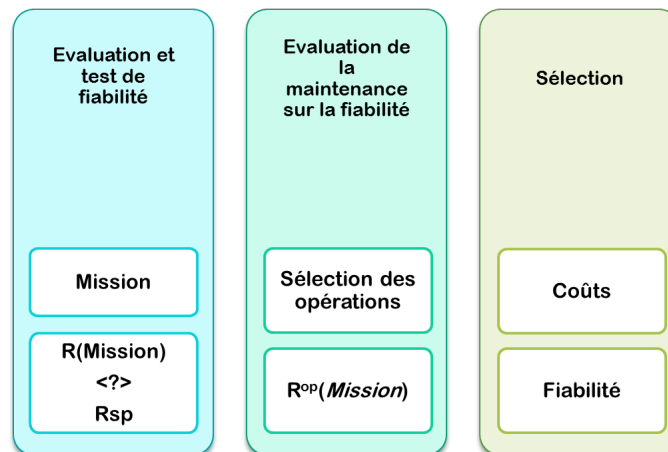 Evaluation et
test de
fiabilité
Mission
R(Mission)
<?>
Rsp
Evaluation de
la
maintenance
sur la fiabilité
Sélection des
opérations
Rᵒᵖ(Mission)
Sélection
Coûts
Fiabilité